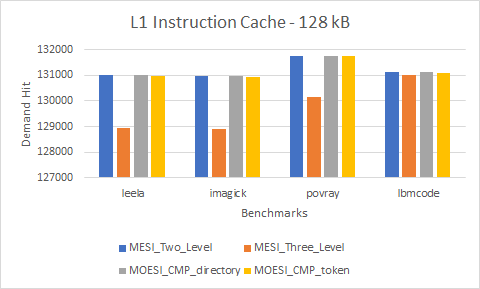 L1 Instruction Cache - 128 kB
132000
131000
130000
129000
128000
127000
Demand Hit
leela imagick povray lbmcode
Benchmarks
MESI_Two_Level MESI_Three_Level
MOESI_CMP_directory MOESI_CMP_token